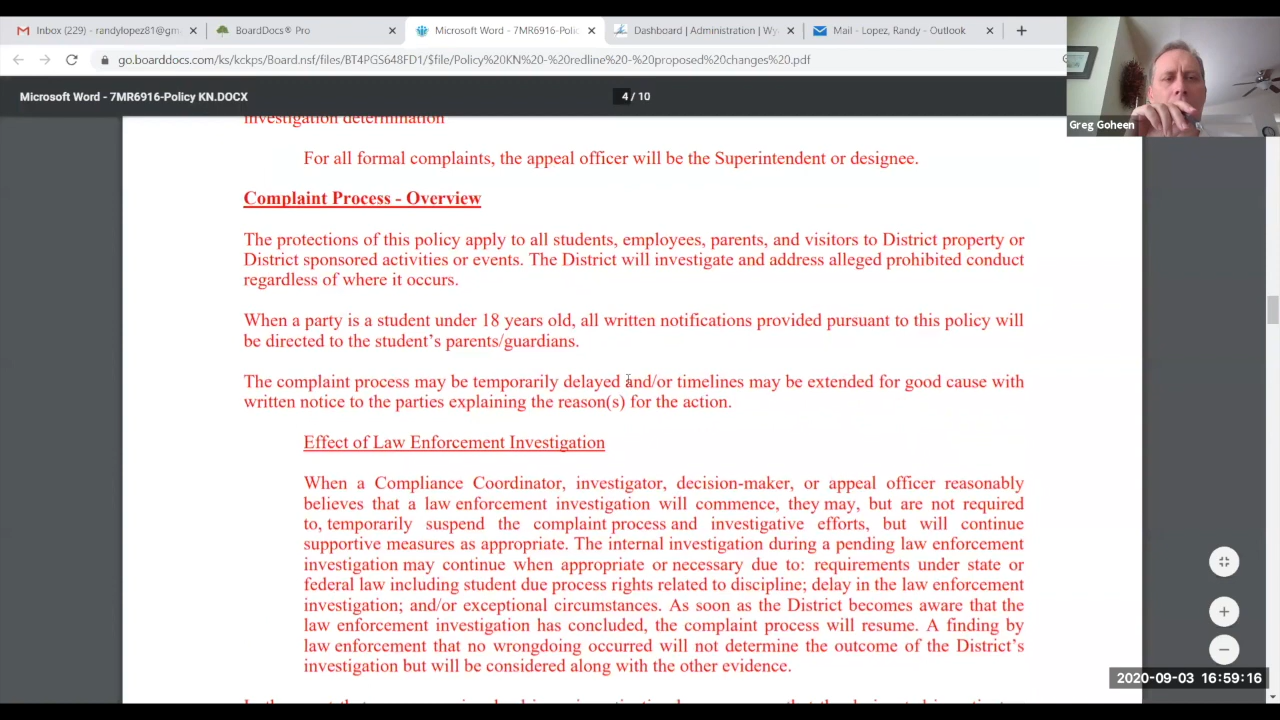 Inbox (229) - randylopez81@gm
BoardDocs® Pro
Microsoft Word - 7MR6916-Polic
Dashboard | Administration | Wy
Mail - Lopez, Randy - Outlook
go.boarddocs.com/ks/kckps/Board.nsf/files/BT4PGS648FD1/$file/Policy%20KN%20-%20redline%20-%20proposed%20changes%20.pdf
Microsoft Word - 7MR6916-Policy KN.DOCX
4 / 10
Greg Goheen
investigation determination
For all formal complaints, the appeal officer will be the Superintendent or designee.
Complaint Process - Overview
The protections of this policy apply to all students, employees, parents, and visitors to District property or
District sponsored activities or events. The District will investigate and address alleged prohibited conduct
regardless of where it occurs.
When a party is a student under 18 years old, all written notifications provided pursuant to this policy will
be directed to the student's parents/guardians.
The complaint process may be temporarily delayed and/or timelines may be extended for good cause with
written notice to the parties explaining the reason(s) for the action.
Effect of Law Enforcement Investigation
When a Compliance Coordinator, investigator, decision-maker, or appeal officer reasonably
believes that a law enforcement investigation will commence, they may, but are not required
to, temporarily suspend the complaint process and investigative efforts, but will continue
supportive measures as appropriate. The internal investigation during a pending law enforcement
investigation may continue when appropriate or necessary due to: requirements under state or
federal law including student due process rights related to discipline; delay in the law enforcement
investigation; and/or exceptional circumstances. As soon as the District becomes aware that the
law enforcement investigation has concluded, the complaint process will resume. A finding by
law enforcement that no wrongdoing occurred will not determine the outcome of the District's
investigation but will be considered along with the other evidence.
2020-09-03 16:59:16